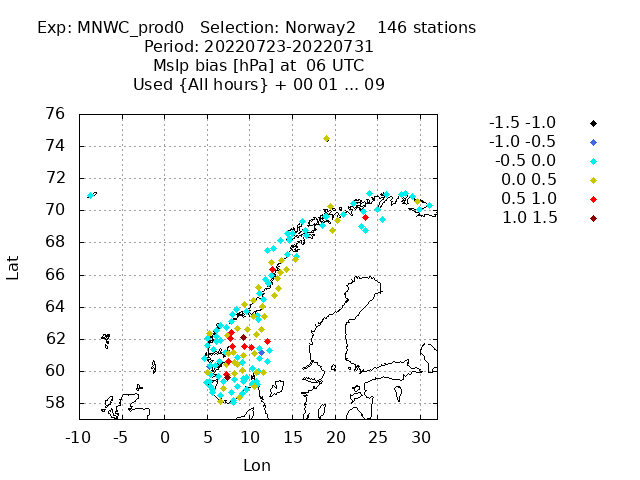 Exp: MNWC_prod0   Selection: Norway2    146 stations
Period: 20220723-20220731
Mslp bias [hPa] at  06 UTC
Used {All hours} + 00 01 ... 09
76
74
72
70
68
66
64
62
60
58
Lat
-10 -5 0 5 10 15 20 25 30
Lon
-1.5 -1.0
-1.0 -0.5
-0.5 0.0
0.0 0.5
0.5 1.0
1.0 1.5